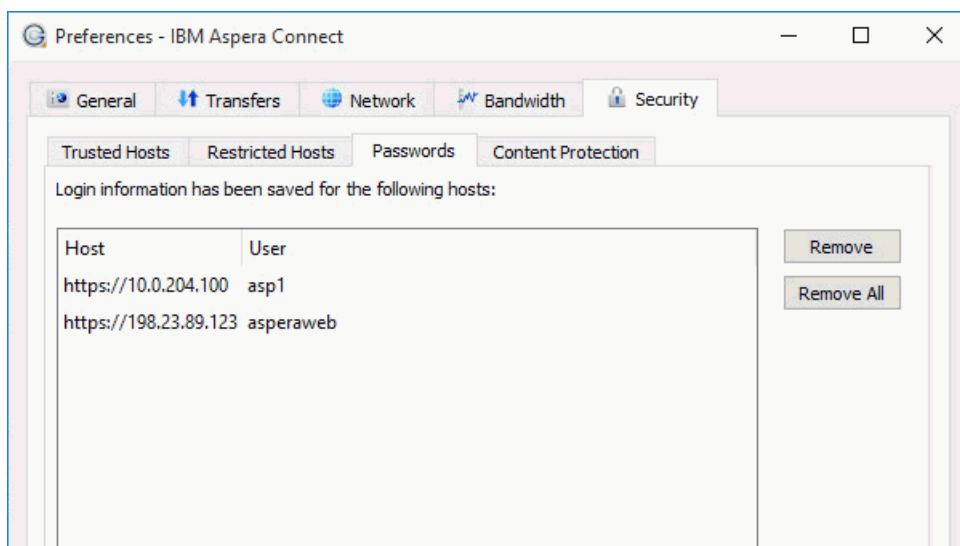 Preferences - IBM Aspera Connect
General Transfers Network Bandwidth Security
Trusted Hosts Restricted Hosts Passwords Content Protection
Login information has been saved for the following hosts:
Host User
Remove
https://10.0.204.100 asp1
Remove All
https://198.23.89.123 asperaweb